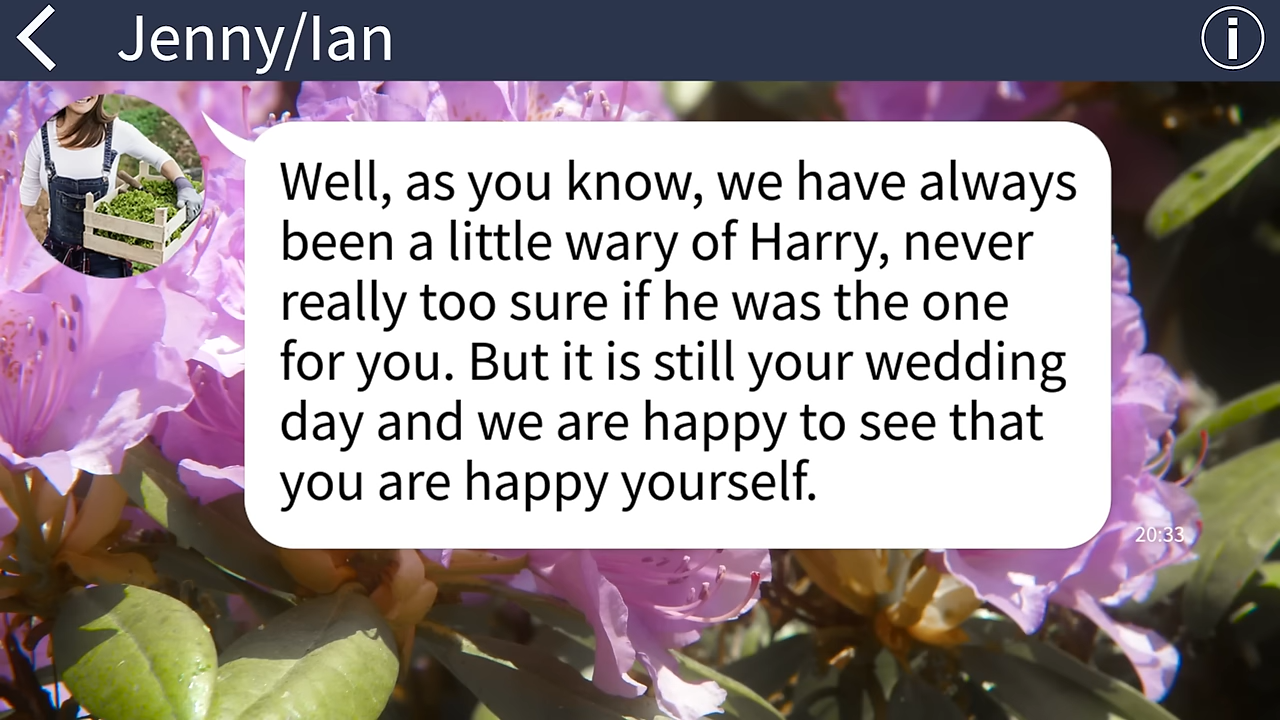 Jenny/Ian
Well, as you know, we have always
been a little wary of Harry, never
really too sure if he was the one
for you. But it is still your wedding
day and we are happy to see that
you are happy yourself.
20:33